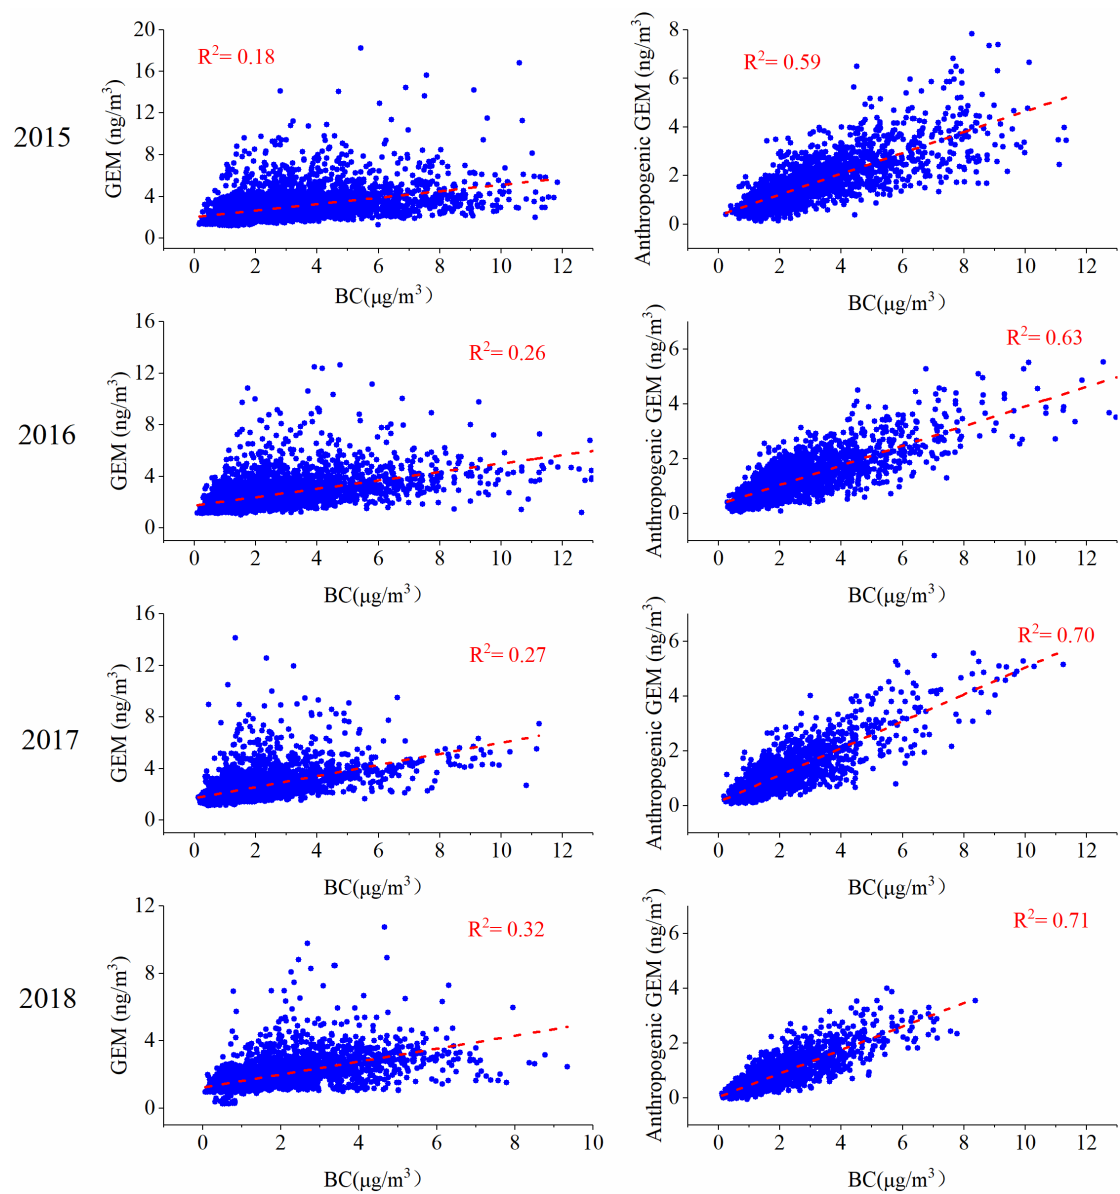 2015
GEM (ng/m³)
20
16
12
8
4
0
R²= 0.18
0 2 4 6 8 10 12
BC(μg/m³)
Anthropogenic GEM (ng/m³)
8
6
4
2
0
R²= 0.59
0 2 4 6 8 10 12
BC(μg/m³)
2016
GEM (ng/m³)
16
12
8
4
0
R²= 0.26
0 2 4 6 8 10 12
BC(μg/m³)
Anthropogenic GEM (ng/m³)
6
4
2
0
R²= 0.63
0 2 4 6 8 10 12
BC(μg/m³)
2017
GEM (ng/m³)
16
12
8
4
0
R²= 0.27
0 2 4 6 8 10 12
BC(μg/m³)
Anthropogenic GEM (ng/m³)
6
4
2
0
R²= 0.70
0 2 4 6 8 10 12
BC(μg/m³)
2018
GEM (ng/m³)
12
8
4
0
R²= 0.32
0 2 4 6 8 10
BC(μg/m³)
Anthropogenic GEM (ng/m³)
6
4
2
0
R²= 0.71
0 2 4 6 8 10 12
BC(μg/m³)